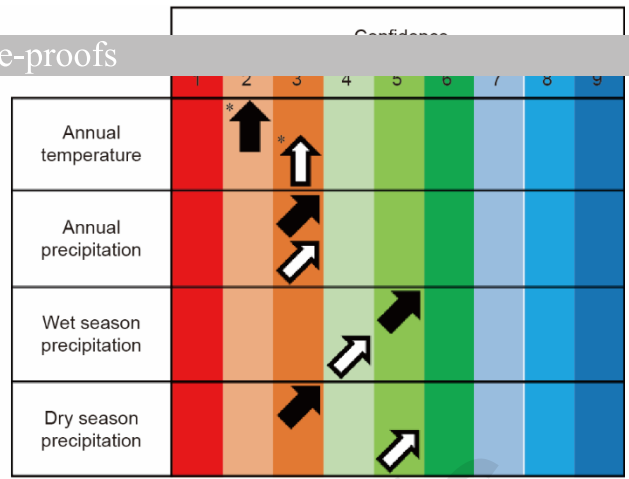 Confidence
e-proofs
1 2 3 4 5 6 7 8 9
Annual
temperature
*
*
Annual
precipitation
Wet season
precipitation
Dry season
precipitation